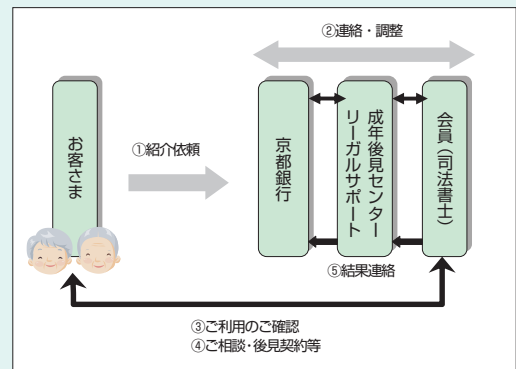 ②連絡・調整
お客さま
①紹介依頼
京都銀行
成年後見センター
リーガルサポート
会員（司法書士）
⑤結果連絡
③ご利用のご確認
④ご相談・後見契約等